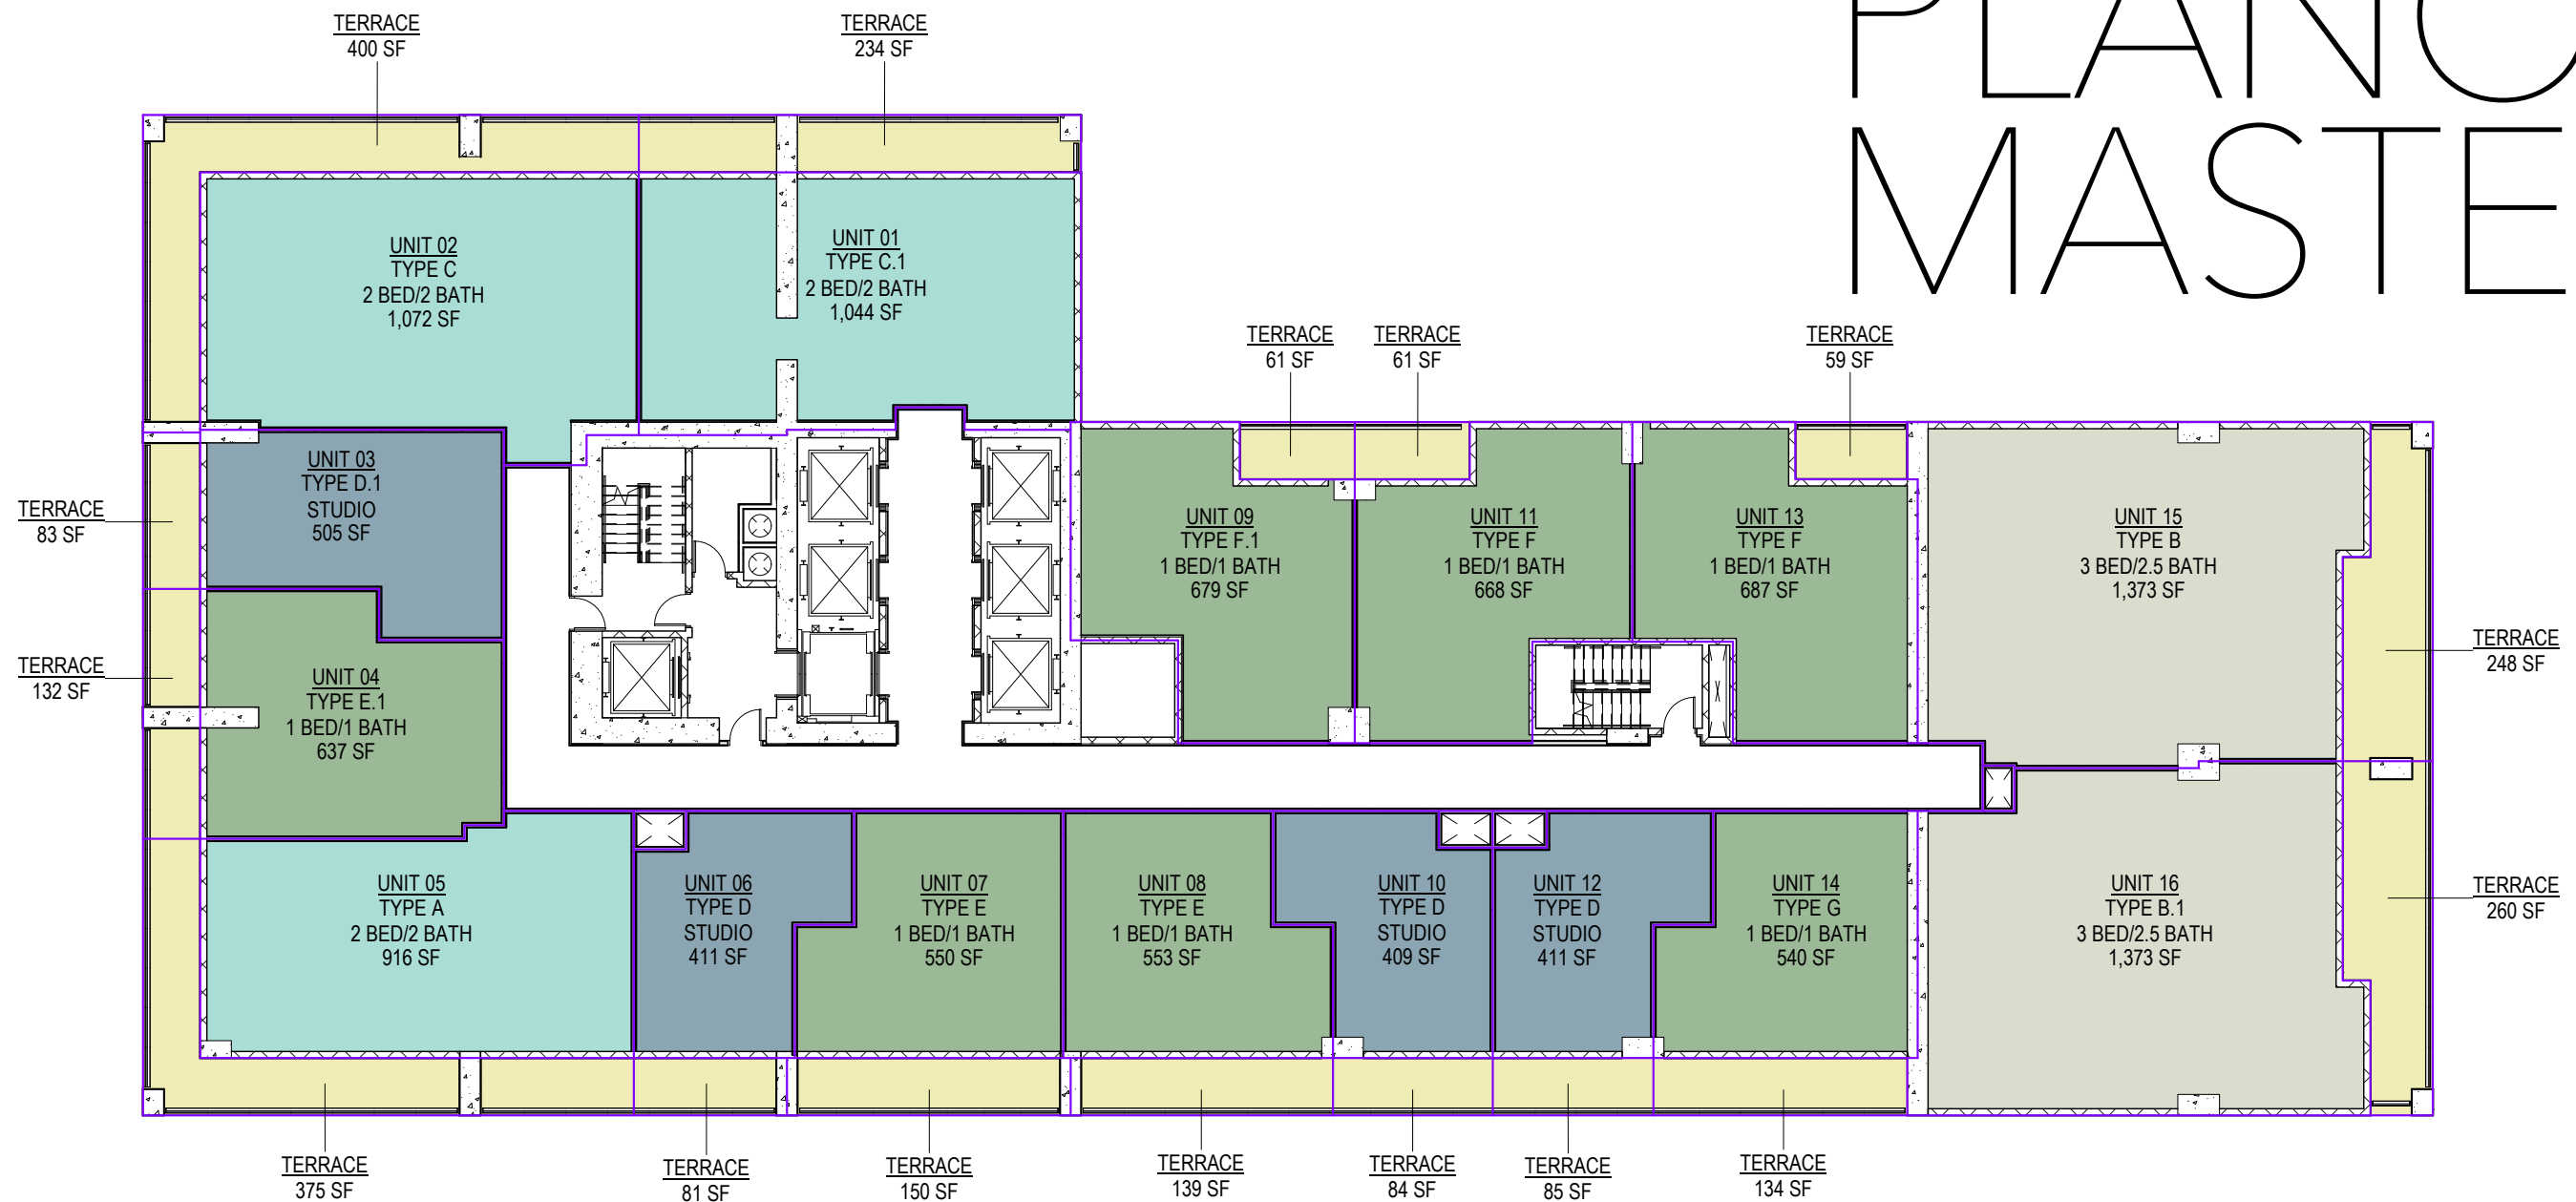 PLANO
MASTE
TERRACE
400 SF
TERRACE
234 SF
UNIT 02
TYPE C
2 BED/2 BATH
1,072 SF
UNIT 01
TYPE C.1
2 BED/2 BATH
1,044 SF
TERRACE
61 SF
TERRACE
61 SF
TERRACE
59 SF
UNIT 03
TYPE D.1
STUDIO
505 SF
TERRACE
83 SF
UNIT 09
TYPE F.1
1 BED/1 BATH
679 SF
UNIT 11
TYPE F
1 BED/1 BATH
668 SF
UNIT 13
TYPE F
1 BED/1 BATH
687 SF
UNIT 15
TYPE B
3 BED/2.5 BATH
1,373 SF
TERRACE
248 SF
TERRACE
132 SF
UNIT 04
TYPE E.1
1 BED/1 BATH
637 SF
UNIT 05
TYPE A
2 BED/2 BATH
916 SF
UNIT 06
TYPE D
STUDIO
411 SF
UNIT 07
TYPE E
1 BED/1 BATH
550 SF
UNIT 08
TYPE E
1 BED/1 BATH
553 SF
UNIT 10
TYPE D
STUDIO
409 SF
UNIT 12
TYPE D
STUDIO
411 SF
UNIT 14
TYPE G
1 BED/1 BATH
540 SF
UNIT 16
TYPE B.1
3 BED/2.5 BATH
1,373 SF
TERRACE
260 SF
TERRACE
375 SF
TERRACE
81 SF
TERRACE
150 SF
TERRACE
139 SF
TERRACE
84 SF
TERRACE
85 SF
TERRACE
134 SF